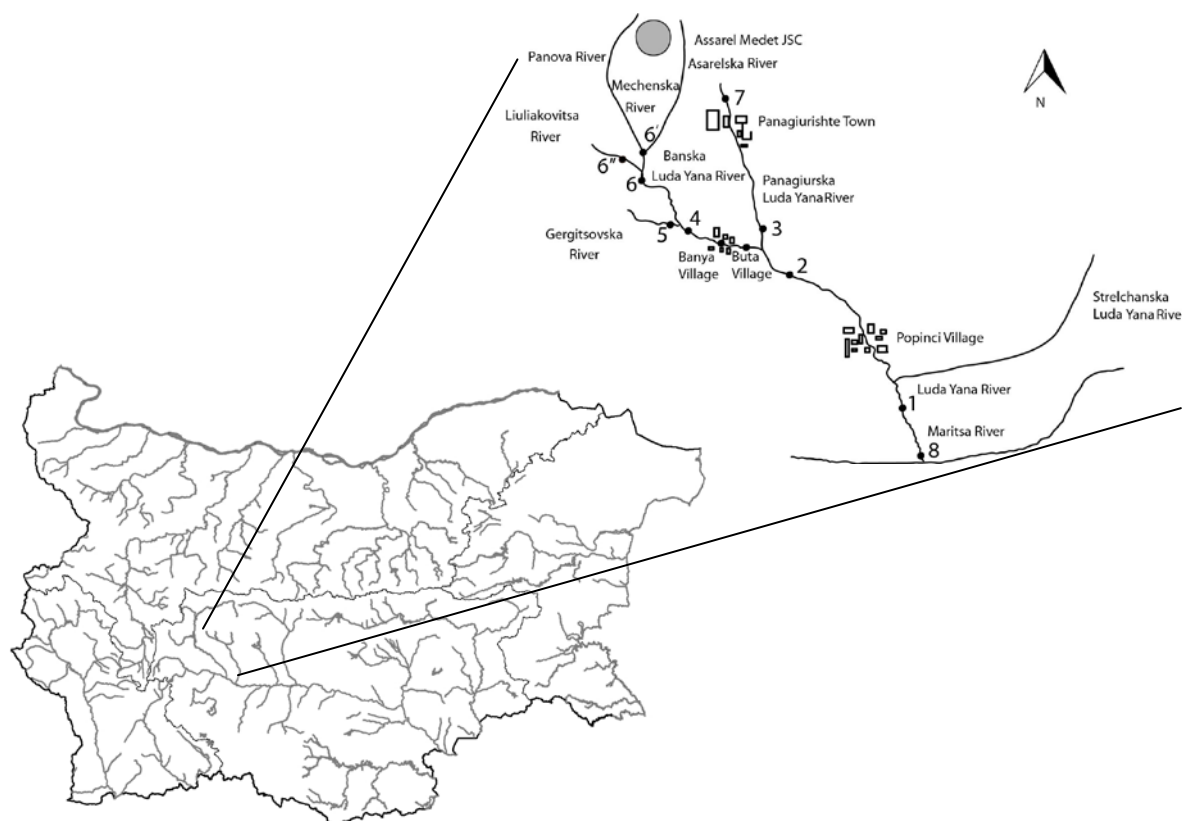 Assarel Medet JSC
Panova River
Asarelska River
Mechenska
River
7
Panagiurishte Town
Liuliakovitsa
River
6'
6"
Banska
Luda Yana River
6
Panagiurska
Luda Yana River
N
Gergitsovska
River
5
4
3
Banya
Village
Buta
Village
2
Strelchanska
Luda Yana Rive
Popinci Village
Luda Yana River
1
Maritsa River
8